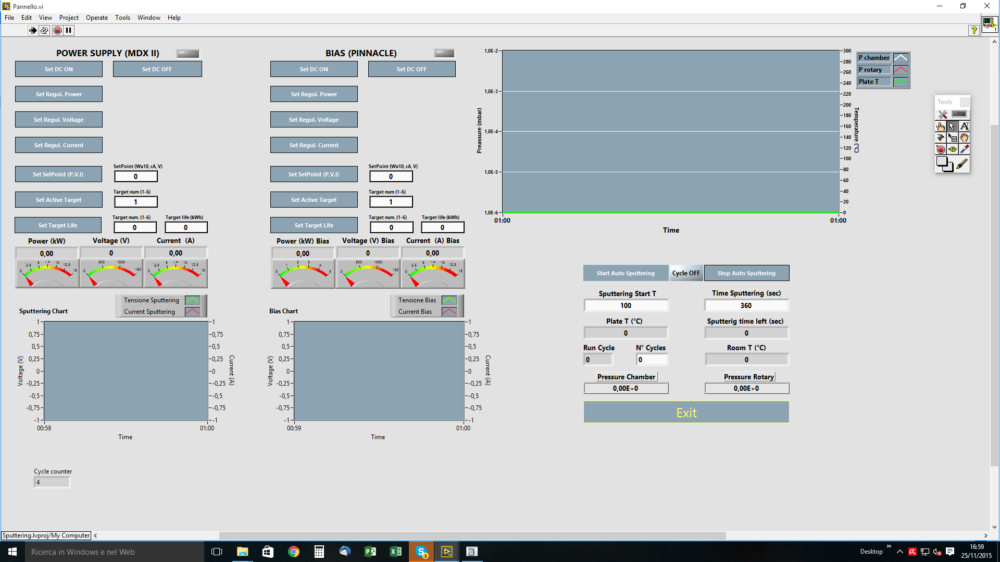 Pannello.vi
File Edit View Project Operate Tools Window Help
POWER SUPPLY (MDX II)
Set DC ON Set DC OFF
Set Regul. Power
Set Regul. Voltage
Set Regul. Current
SetPoint (Wx10, cA, V)
Set SetPoint (P,V,I) 0
Target num (1-6)
Set Active Target 1
Target num. (1-6) Target life (kWh)
Set Target Life 0 0
Power (kW) Voltage (V) Current (A)
0,00 0 0,00
0 2,5 5 7,5 10 12,5 15
0 500 1000 150
0 2,5 5 7,5 10 12,5 15
Tensione Sputtering
Current Sputtering
Sputtering Chart
1 0,75 0,5 0,25 0 -0,25 -0,5 -0,75 -1
Voltage (V)
1 0,75 0,5 0,25 0 -0,25 -0,5 -0,75 -1
Current (A)
00:59 01:00
Time
Cycle counter
4
BIAS (PINNACLE)
Set DC ON Set DC OFF
Set Regul. Power
Set Regul. Voltage
Set Regul. Current
SetPoint (Wx10, cA, V)
Set SetPoint (P,V,I) 0
Target num (1-6)
Set Active Target 1
Target num. (1-6) Target life (kWh)
Set Target Life 0 0
Power (kW) Bias Voltage (V) Bias Current (A) Bias
0,00 0 0,00
0 1 2 3 4 5
0 500 1000 150
0 2,5 5 7,5 10 12,5 15
Tensione Bias
Current Bias
Bias Chart
1 0,75 0,5 0,25 0 -0,25 -0,5 -0,75 -1
Voltage (V)
1 0,75 0,5 0,25 0 -0,25 -0,5 -0,75 -1
Current (A)
00:59 01:00
Time
1,0E-2 1,0E-3 1,0E-4 1,0E-5 1,0E-6
Preassure (mbar)
300 280 260 240 220 200 180 160 140 120 100 80 60 40 20 0
Temperature (°C)
01:00 01:00
Time
P chamber
P rotary
Plate T
Tools
Start Auto Sputtering Cycle OFF Stop Auto Sputtering
Sputtering Start T Time Sputtering (sec)
100 360
Plate T (°C) Sputterig time left (sec)
0 0
Run Cycle N° Cycles Room T (°C)
0 0 0
Pressure Chamber Pressure Rotary
0,00E+0 0,00E+0
Exit
Sputtering.lvproj/My Computer
Ricerca in Windows e nel Web
Desktop
16:59
25/11/2015